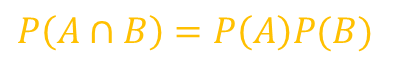 P(A ∩ B) = P(A)P(B)